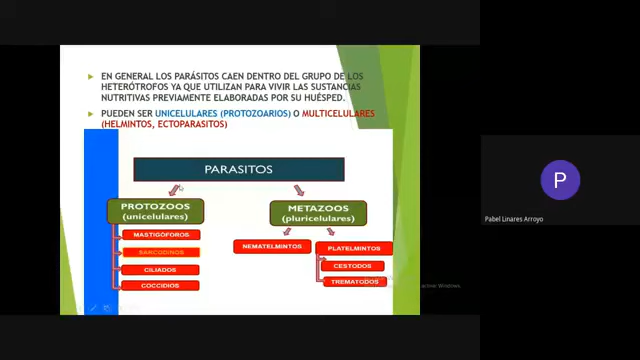 EN GENERAL LOS PARÁSITOS CAEN DENTRO DEL GRUPO DE LOS
HETERÓTROFOS YA QUE UTILIZAN PARA VIVIR LAS SUSTANCIAS
NUTRITIVAS PREVIAMENTE ELABORADAS POR SU HUÉSPED.
PUEDEN SER UNICELULARES (PROTOZOARIOS) O MULTICELULARES
(HELMINTOS, ECTOPARASITOS)
PARASITOS
PROTOZOOS
(unicelulares)
MASTIGÓFOROS
SARCODINOS
CILIADOS
COCCIDIOS
METAZOOS
(pluricelulares)
NEMATELMINTOS
PLATELMINTOS
CESTODOS
TREMATODOS
P
Pabel Linares Arroyo
Windows.